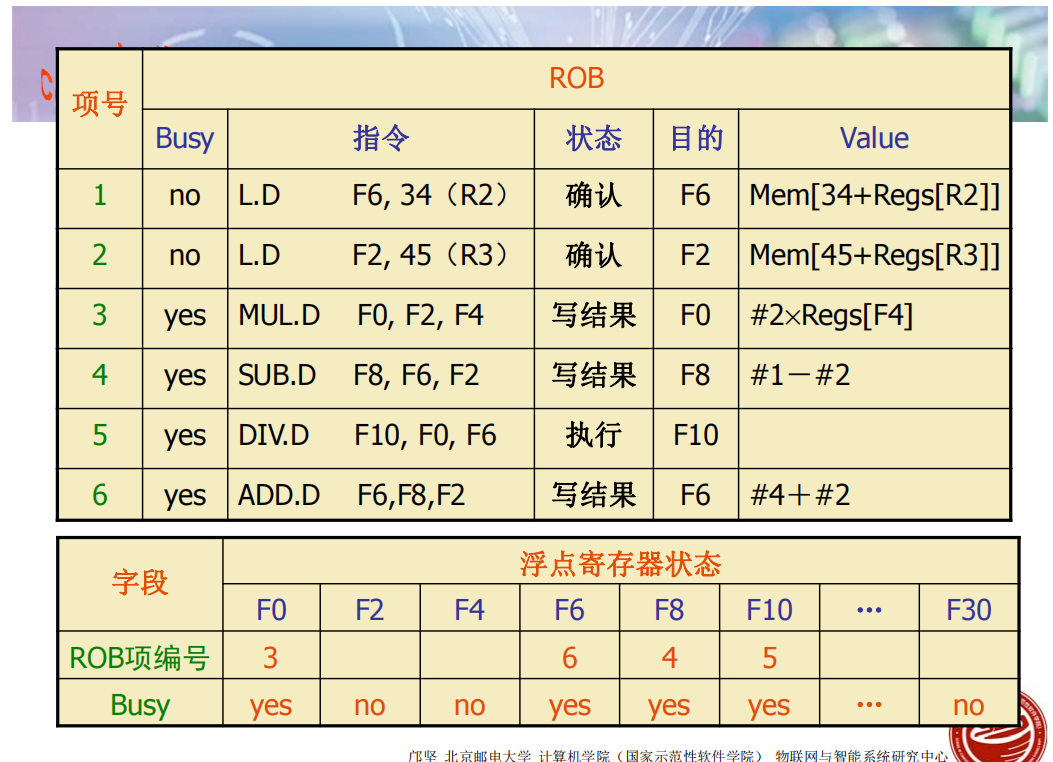 项号 ROB
Busy 指令 状态 目的 Value
1 no L.D F6, 34（R2） 确认 F6 Mem[34+Regs[R2]]
2 no L.D F2, 45（R3） 确认 F2 Mem[45+Regs[R3]]
3 yes MUL.D F0, F2, F4 写结果 F0 #2×Regs[F4]
4 yes SUB.D F8, F6, F2 写结果 F8 #1－#2
5 yes DIV.D F10, F0, F6 执行 F10
6 yes ADD.D F6,F8,F2 写结果 F6 #4＋#2
字段 浮点寄存器状态
F0 F2 F4 F6 F8 F10 … F30
ROB项编号 3 6 4 5
Busy yes no no yes yes yes … no
邝坚 北京邮电大学 计算机学院（国家示范性软件学院） 物联网与智能系统研究中心